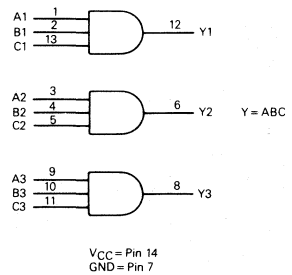 A1 1
B1 2
C1 13
12 Y1
A2 3
B2 4
C2 5
6 Y2
Y = ABC
A3 9
B3 10
C3 11
8 Y3
VCC = Pin 14
GND = Pin 7